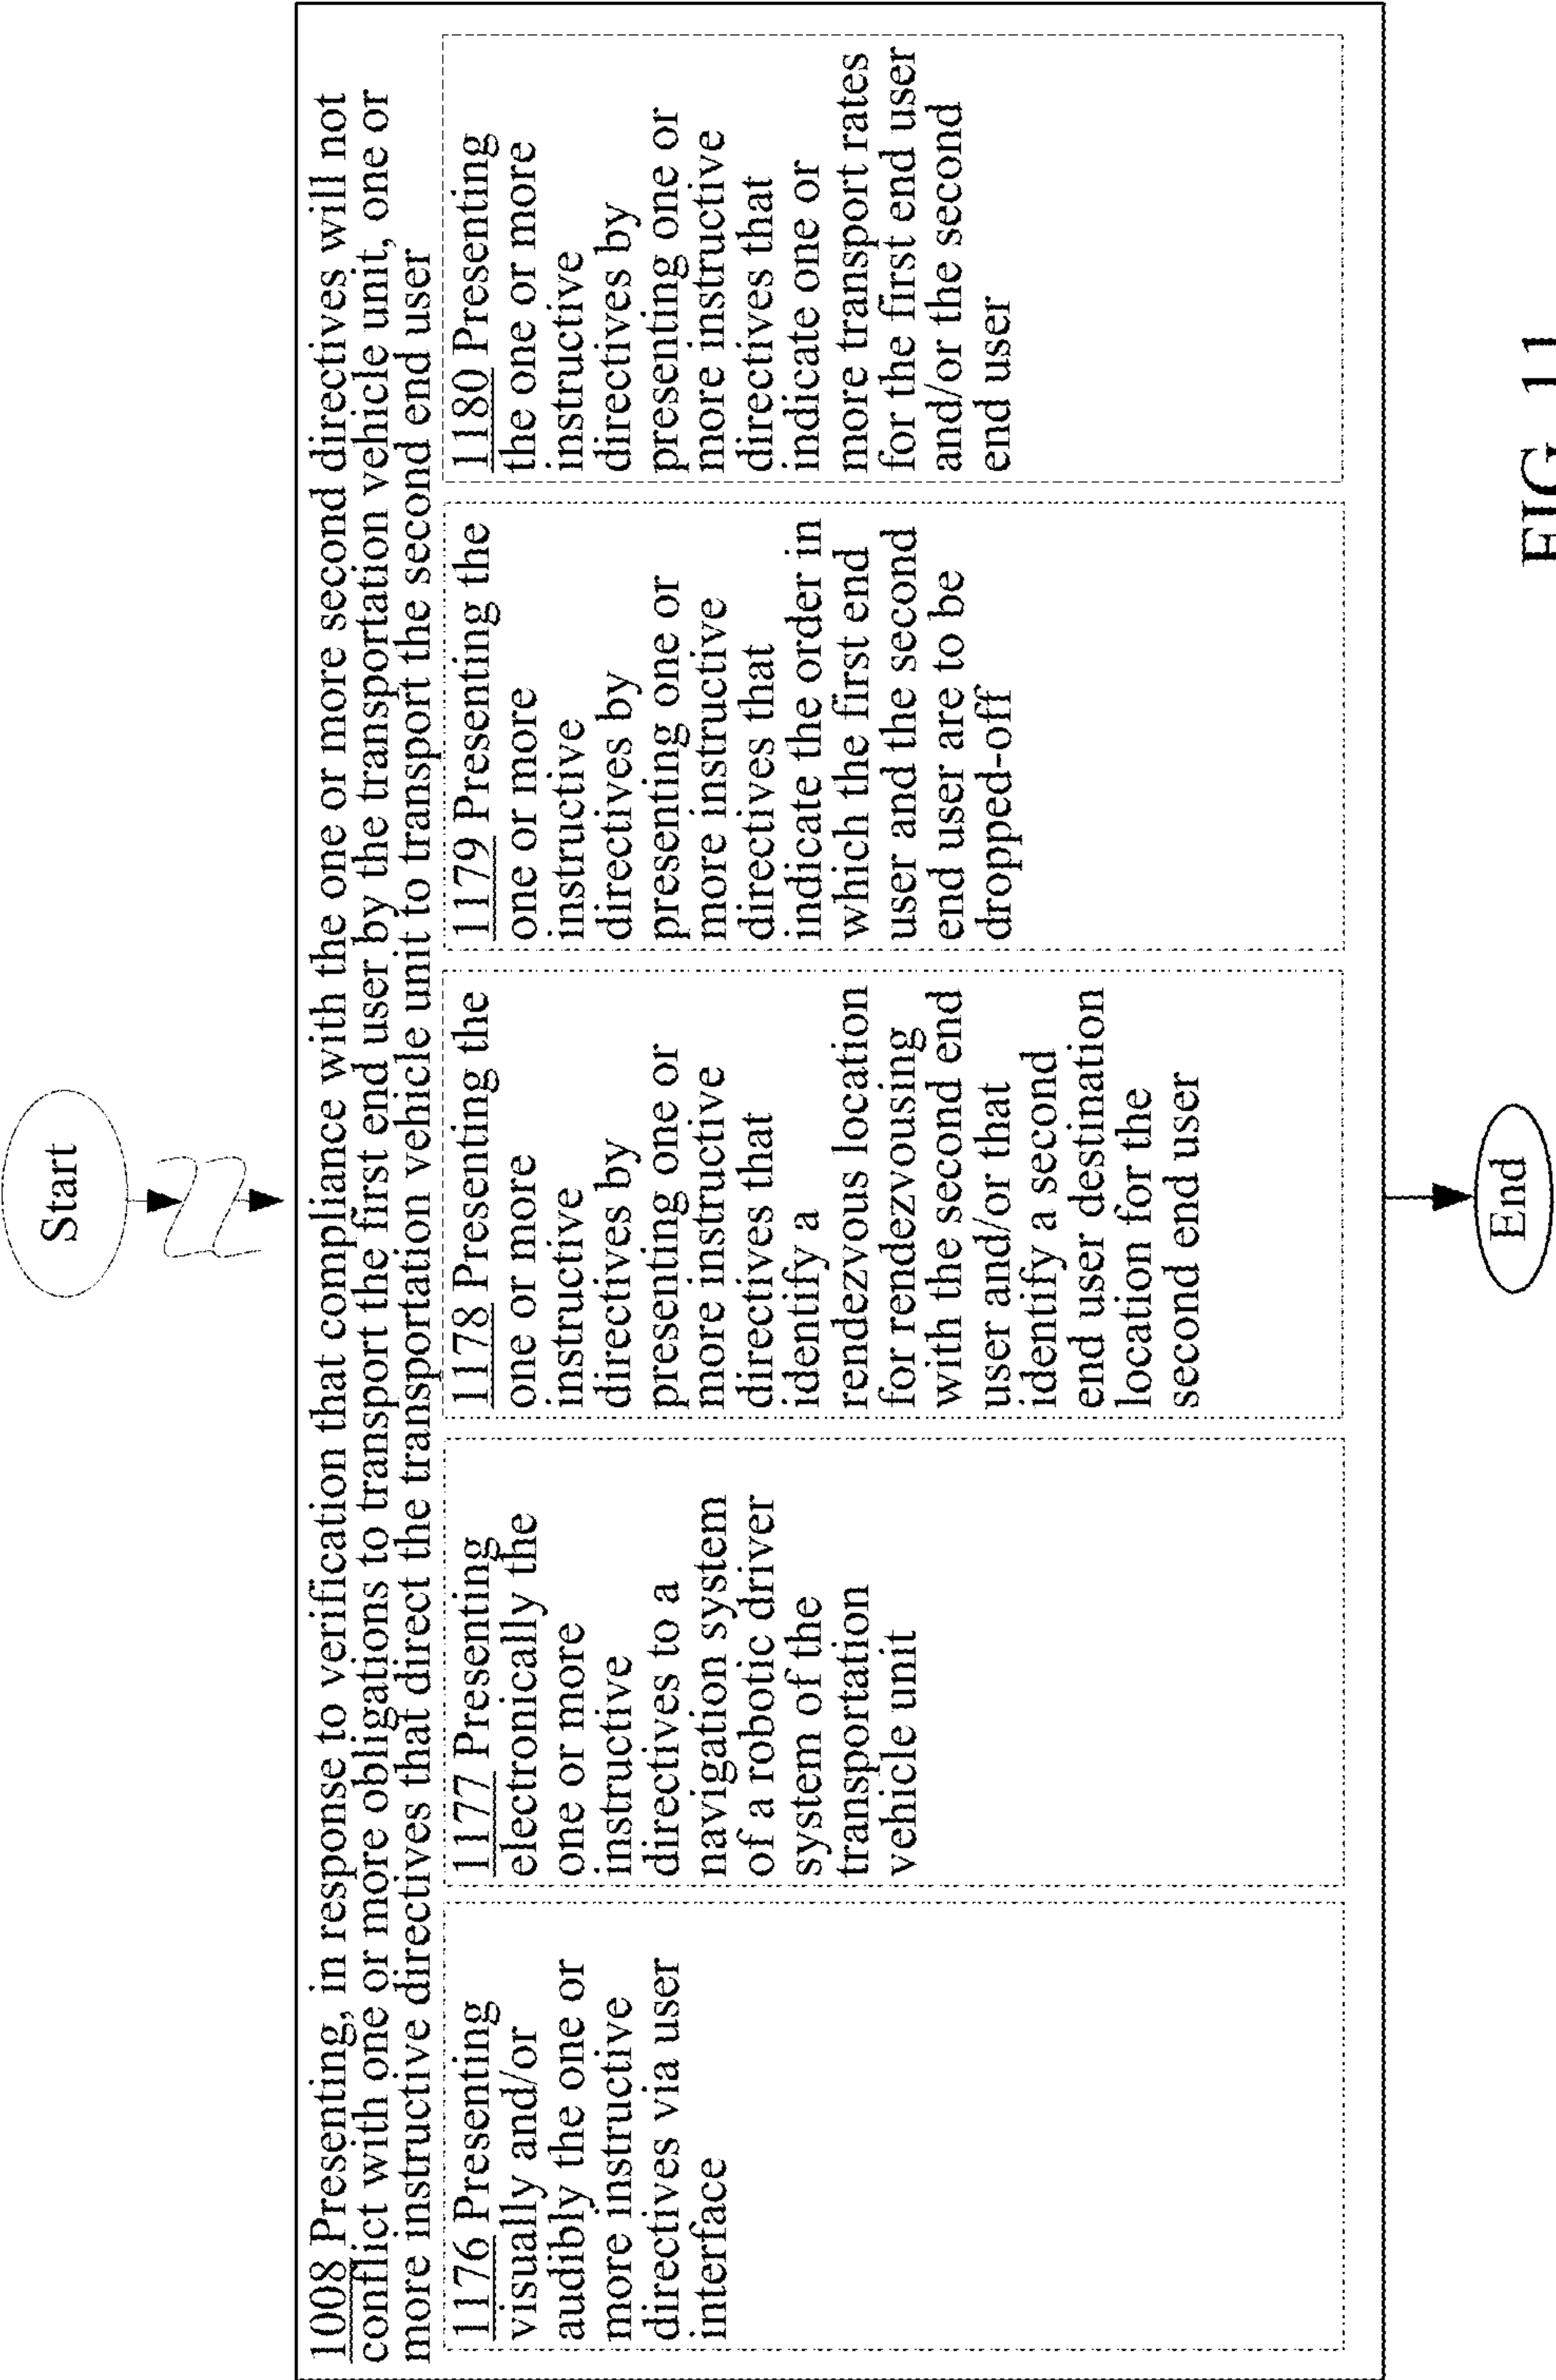 Start
1008 Presenting, in response to verification that compliance with the one or more second directives will not
conflict with one or more obligations to transport the first end user by the transportation vehicle unit, one or
more instructive directives that direct the transportation vehicle unit to transport the second end user
1176 Presenting
visually and/or
audibly the one or
more instructive
directives via user
interface
1177 Presenting
electronically the
one or more
instructive
directives to a
navigation system
of a robotic driver
system of the
transportation
vehicle unit
1178 Presenting the
one or more
instructive
directives by
presenting one or
more instructive
directives that
identify a
rendezvous location
for rendezvousing
with the second end
user and/or that
identify a second
end user destination
location for the
second end user
1179 Presenting the
one or more
instructive
directives by
presenting one or
more instructive
directives that
indicate the order in
which the first end
user and the second
end user are to be
dropped-off
1180 Presenting
the one or more
instructive
directives by
presenting one or
more instructive
directives that
indicate one or
more transport rates
for the first end user
and/or the second
end user
End
FIG. 11